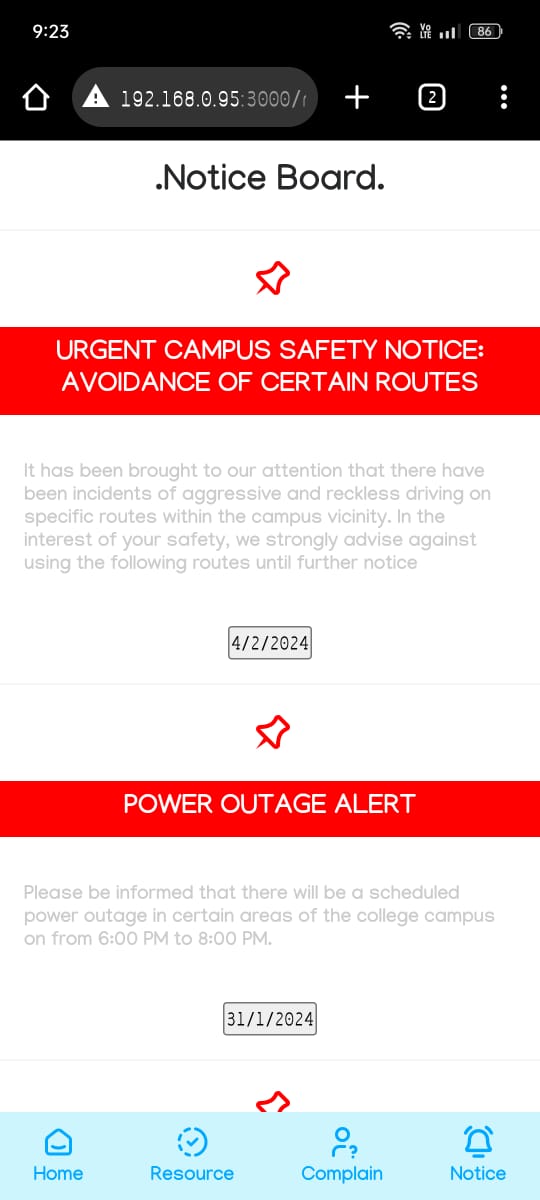 9:23
Vo LTE
86
192.168.0.95:3000/
2
.Notice Board.
URGENT CAMPUS SAFETY NOTICE:
AVOIDANCE OF CERTAIN ROUTES
It has been brought to our attention that there have
been incidents of aggressive and reckless driving on
specific routes within the campus vicinity. In the
interest of your safety, we strongly advise against
using the following routes until further notice
4/2/2024
POWER OUTAGE ALERT
Please be informed that there will be a scheduled
power outage in certain areas of the college campus
on from 6:00 PM to 8:00 PM.
31/1/2024
Home Resource Complain Notice